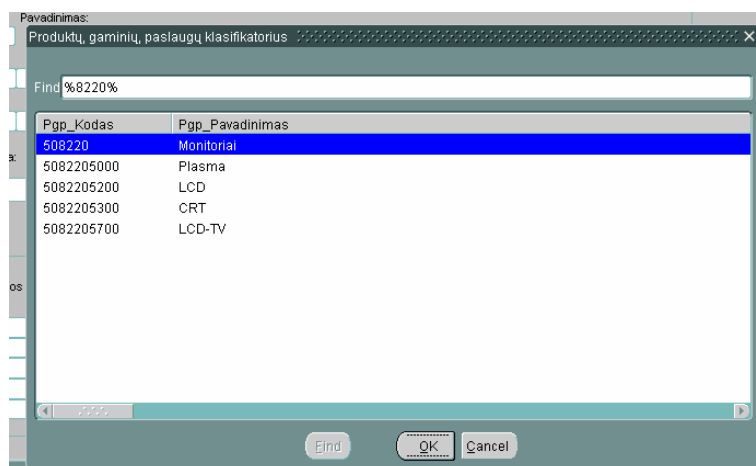 Pavadinimas:
Produktų, gaminių, paslaugų klasifikatorius
Find %8220%
Pgp_Kodas Pgp_Pavadinimas
508220 Monitoriai
5082205000 Plasma
5082205200 LCD
5082205300 CRT
5082205700 LCD-TV
a:
os
Find OK Cancel